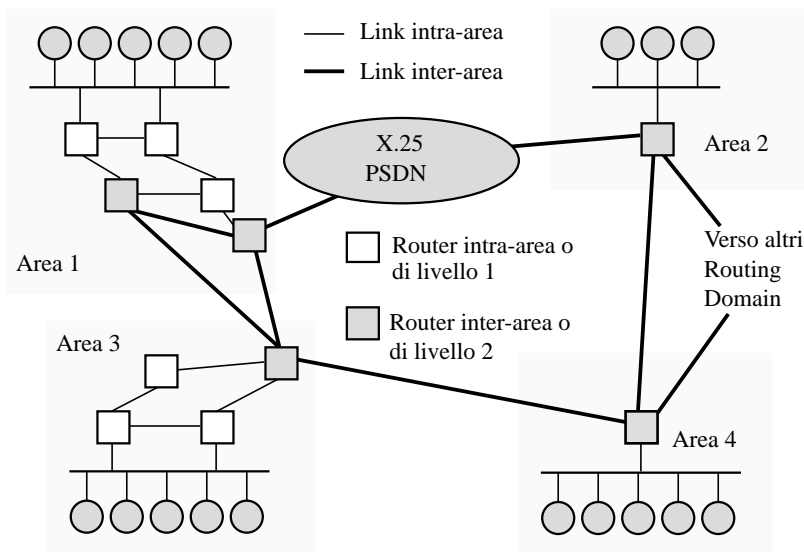 Link intra-area
Link inter-area
X.25
PSDN
Area 2
Area 1
Router intra-area o
di livello 1
Verso altri
Routing
Domain
Router inter-area o
di livello 2
Area 3
Area 4